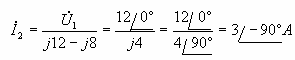 İ₂ = U̇₁ / (j12 − j8) = 12∠0° / j4 = 12∠0° / 4∠90° = 3∠−90°A